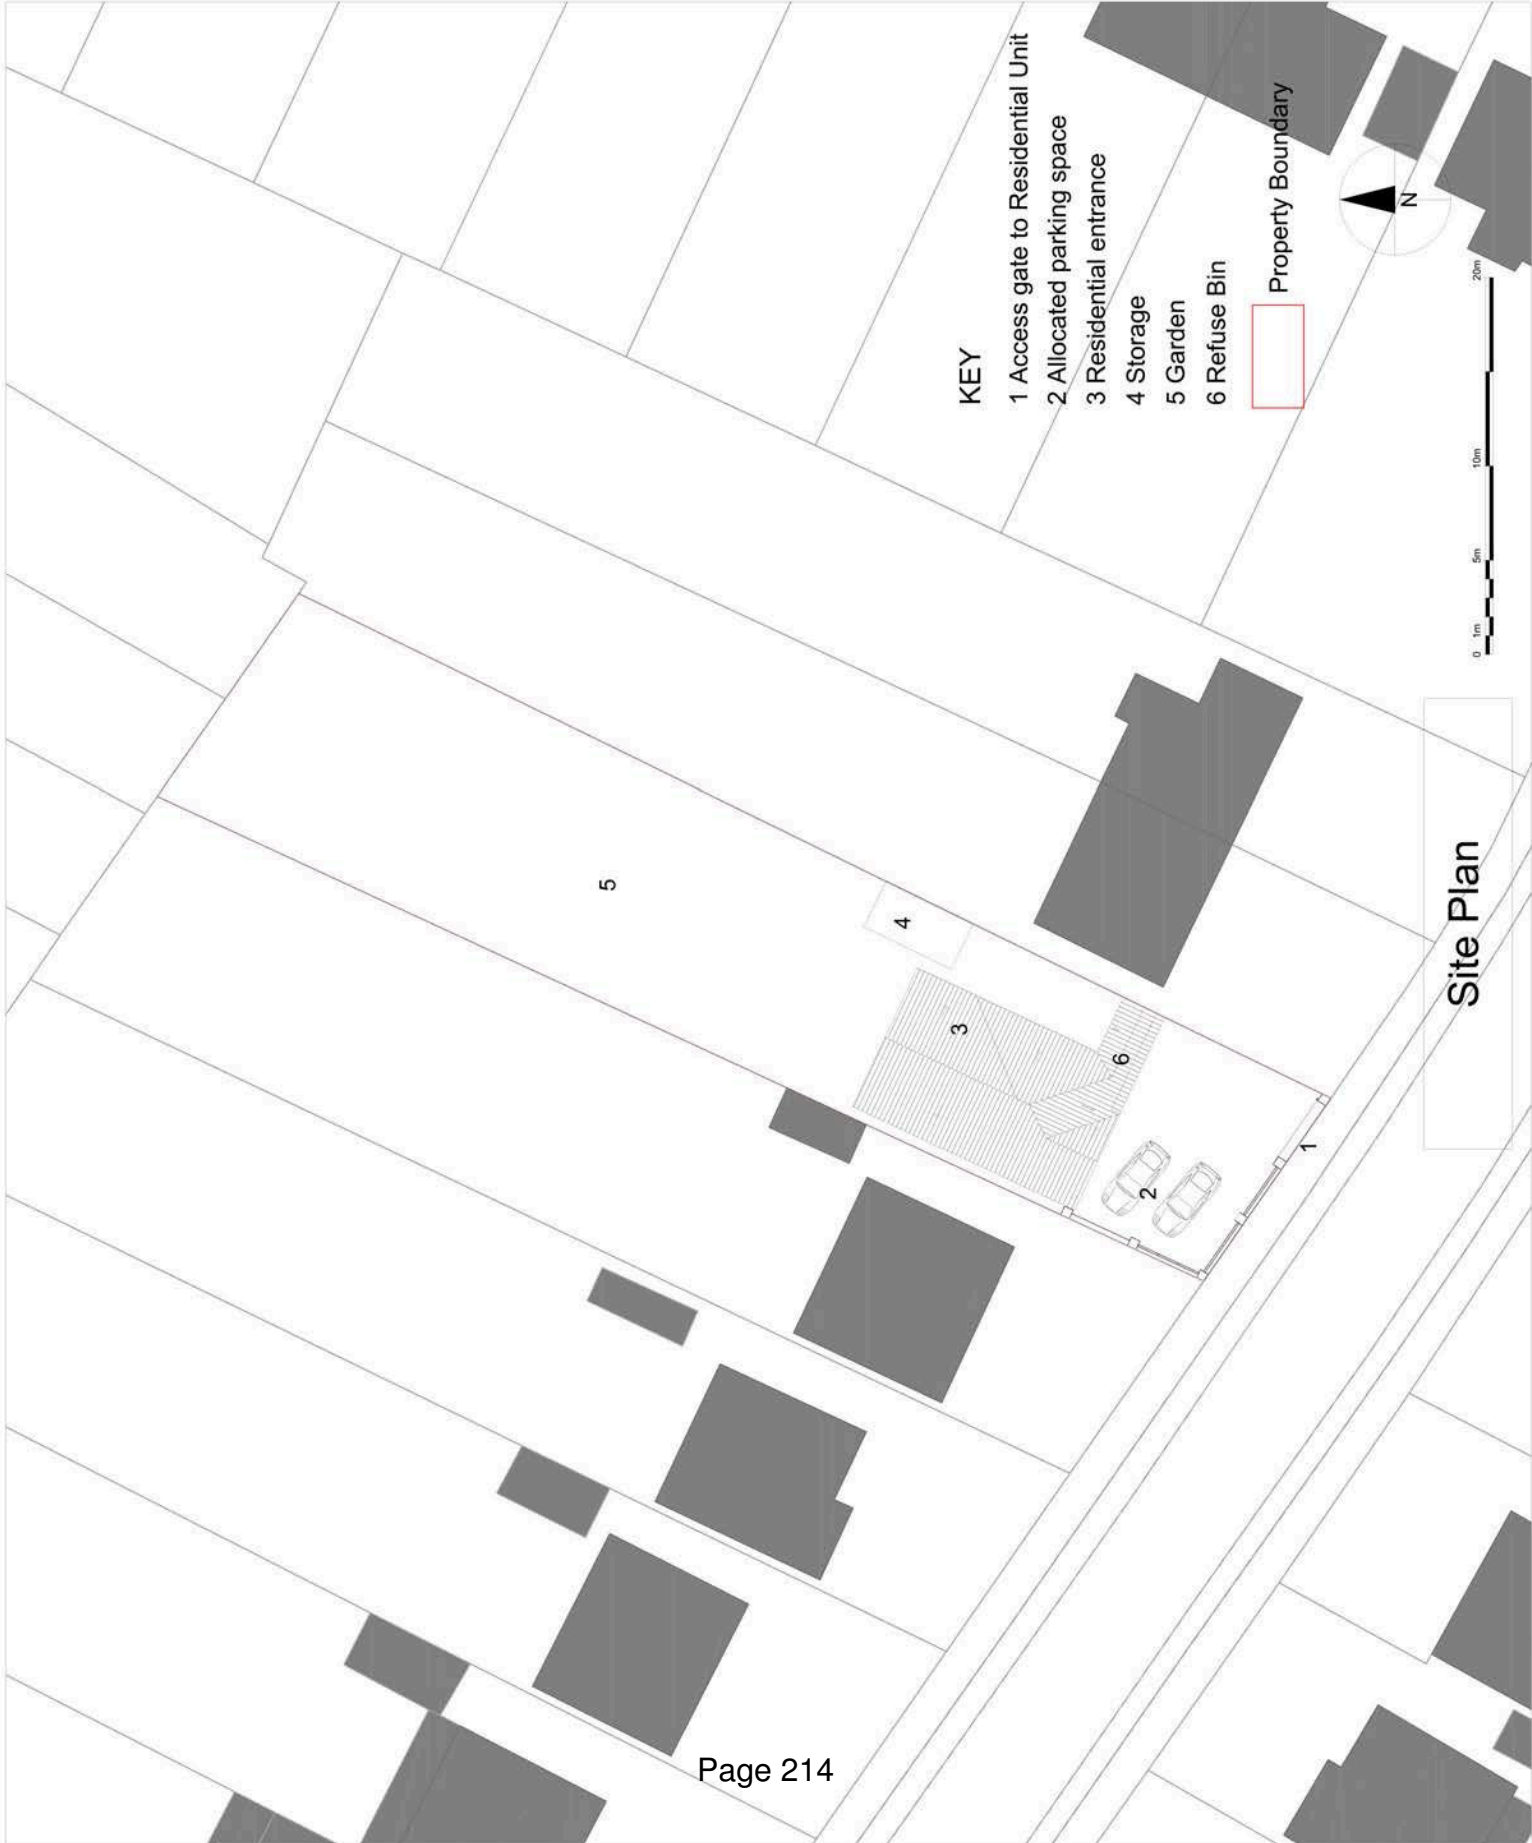 KEY
1 Access gate to Residential Unit
2 Allocated parking space
3 Residential entrance
4 Storage
5 Garden
6 Refuse Bin
Property Boundary
N
0 1m 5m 10m 20m
5
4
3
6
2
1
Site Plan
Page 214